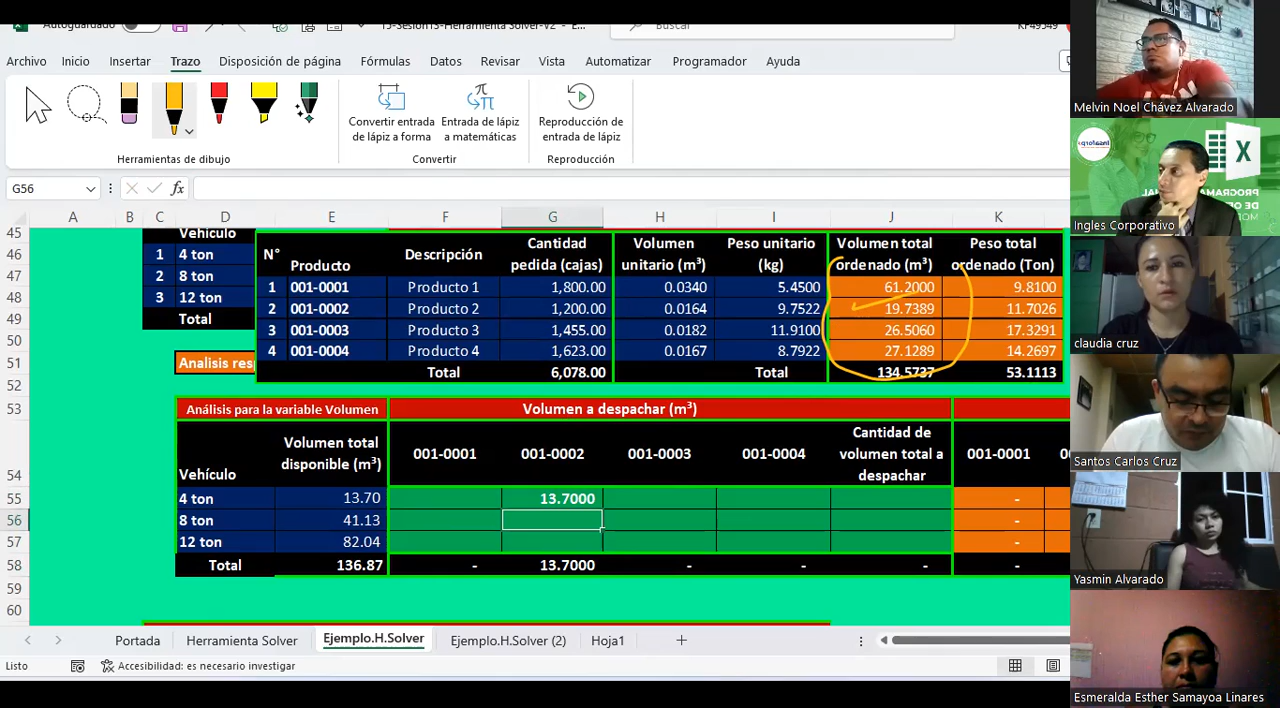 Autoguardado
15-Sesion15-Herramienta Solver-V2 - E...
Buscar
KF49349
Archivo Inicio Insertar Trazo Disposición de página Fórmulas Datos Revisar Vista Automatizar Programador Ayuda
Convertir entrada de lápiz a forma
Entrada de lápiz a matemáticas
Reproducción de entrada de lápiz
Herramientas de dibujo
Convertir
Reproducción
G56
fx
A B C D E F G H I J K
45 Vehículo
46 1 4 ton
47 2 8 ton
48 3 12 ton
49 Total
50
51 Analisis resp
52
N° Producto Descripción Cantidad pedida (cajas) Volumen unitario (m³) Peso unitario (kg) Volumen total ordenado (m³) Peso total ordenado (Ton)
1 001-0001 Producto 1 1,800.00 0.0340 5.4500 61.2000 9.8100
2 001-0002 Producto 2 1,200.00 0.0164 9.7522 19.7389 11.7026
3 001-0003 Producto 3 1,455.00 0.0182 11.9100 26.5060 17.3291
4 001-0004 Producto 4 1,623.00 0.0167 8.7922 27.1289 14.2697
Total 6,078.00 Total 134.5737 53.1113
53 Análisis para la variable Volumen Volumen a despachar (m³)
54 Vehículo Volumen total disponible (m³) 001-0001 001-0002 001-0003 001-0004 Cantidad de volumen total a despachar 001-0001
55 4 ton 13.70 13.7000 -
56 8 ton 41.13 -
57 12 ton 82.04 -
58 Total 136.87 - 13.7000 - - - -
59
60
Portada Herramienta Solver Ejemplo.H.Solver Ejemplo.H.Solver (2) Hoja1
Listo
Accesibilidad: es necesario investigar
Melvin Noel Chávez Alvarado
Ingles Corporativo
claudia cruz
Santos Carlos Cruz
Yasmin Alvarado
Esmeralda Esther Samayoa Linares